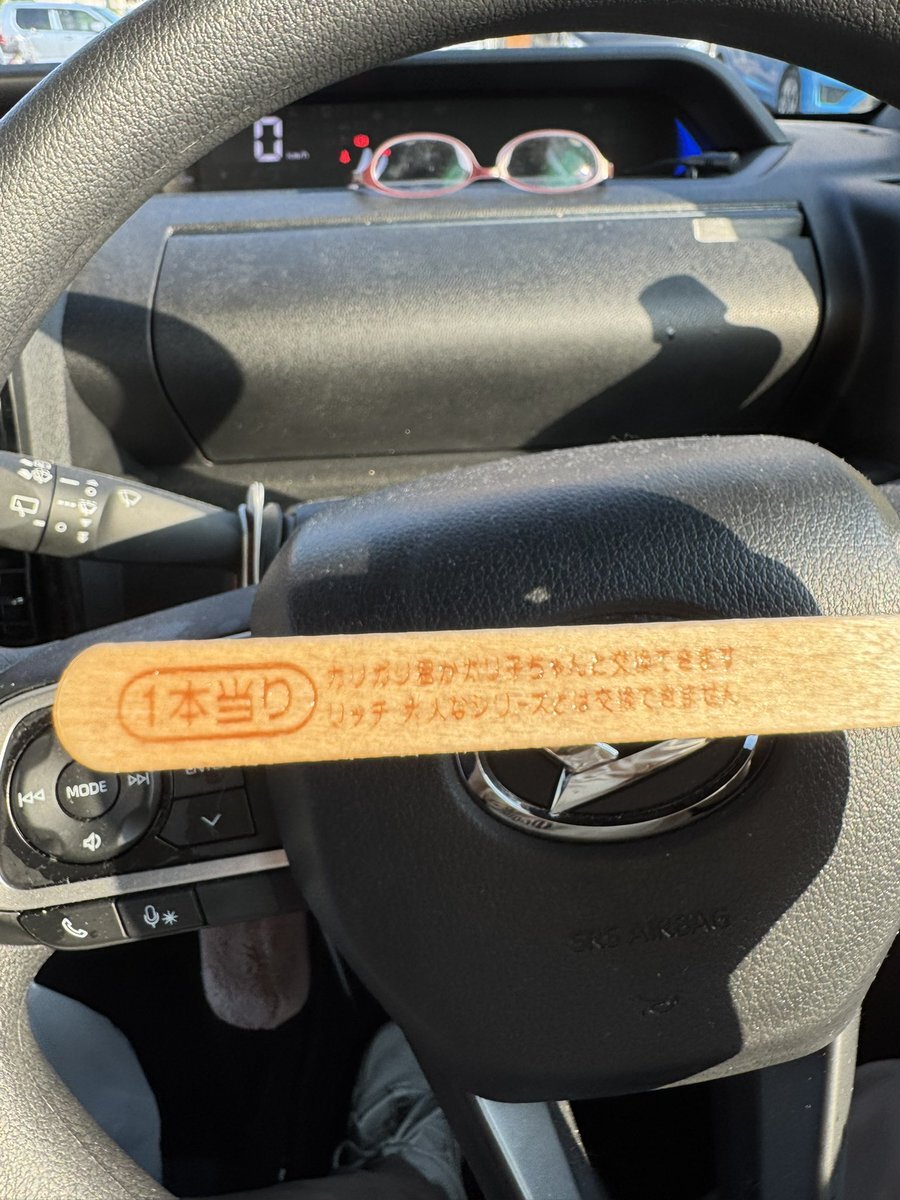 0 km/h
1本当り
ガリガリ君かガリ子ちゃんと交換できます
リッチ 大人なシリーズとは交換できません
MODE
SRS AIRBAG